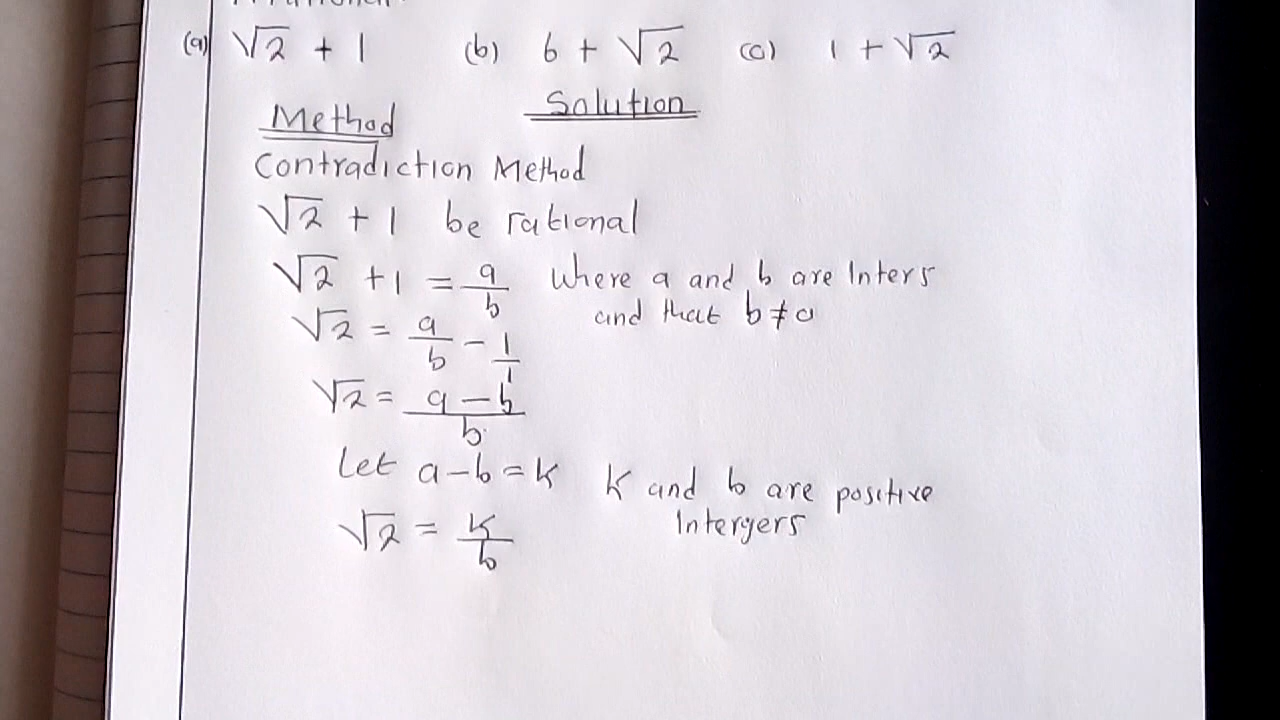 (a) √2 + 1 (b) 6 + √2 (c) 1 + √2
Solution
Method
Contradiction Method
√2 + 1 be rational
√2 + 1 = a/b where a and b are Inters
and that b ≠ 0
√2 = a/b − 1/1
√2 = a − b/b
Let a − b = K K and b are positive
Intergers
√2 = K/b